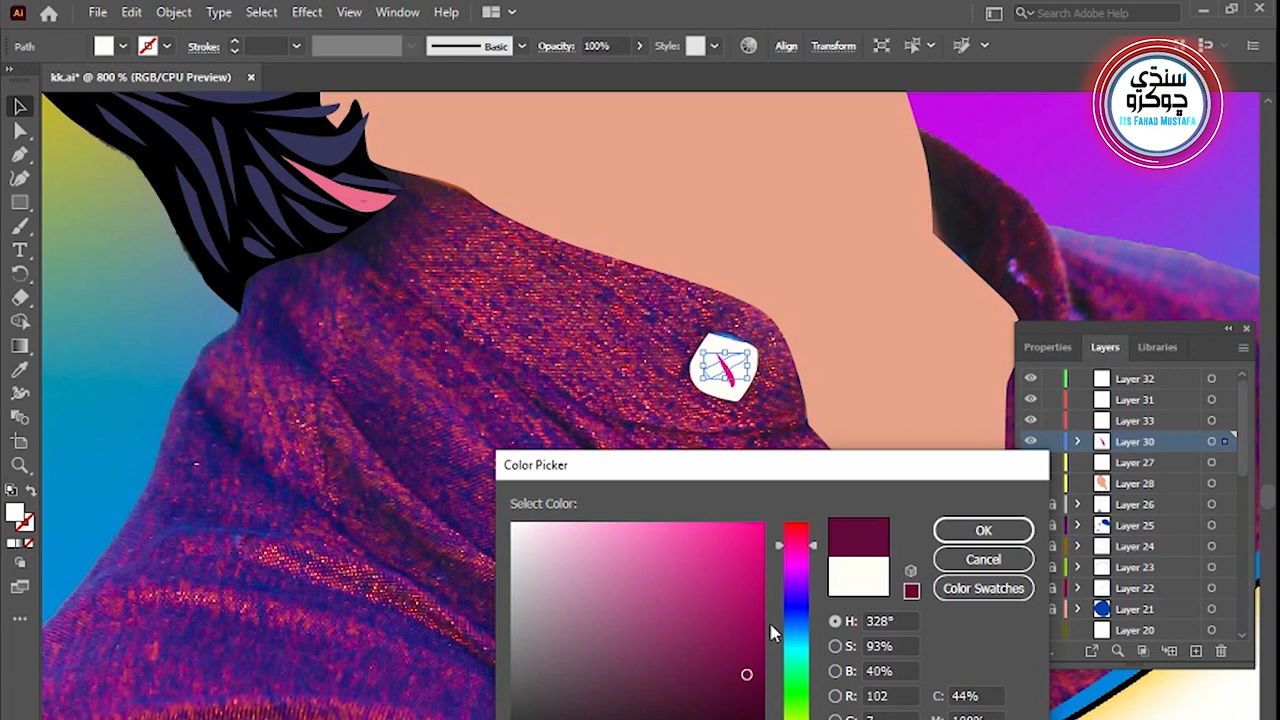 Ai File Edit Object Type Select Effect View Window Help Search Adobe Help
Path Stroke: Basic Opacity: 100% Style: Align Transform
kk.ai* @ 800 % (RGB/CPU Preview) ×
سنڌي
ڇوڪرو
ITS FAHAD MUSTAFA
Properties Layers Libraries
Layer 32
Layer 31
Layer 33
Layer 30
Layer 27
Layer 28
Layer 26
Layer 25
Layer 24
Layer 23
Layer 22
Layer 21
Layer 20
Color Picker
Select Color:
OK
Cancel
Color Swatches
H: 328°
S: 93%
B: 40%
R: 102 C: 44%